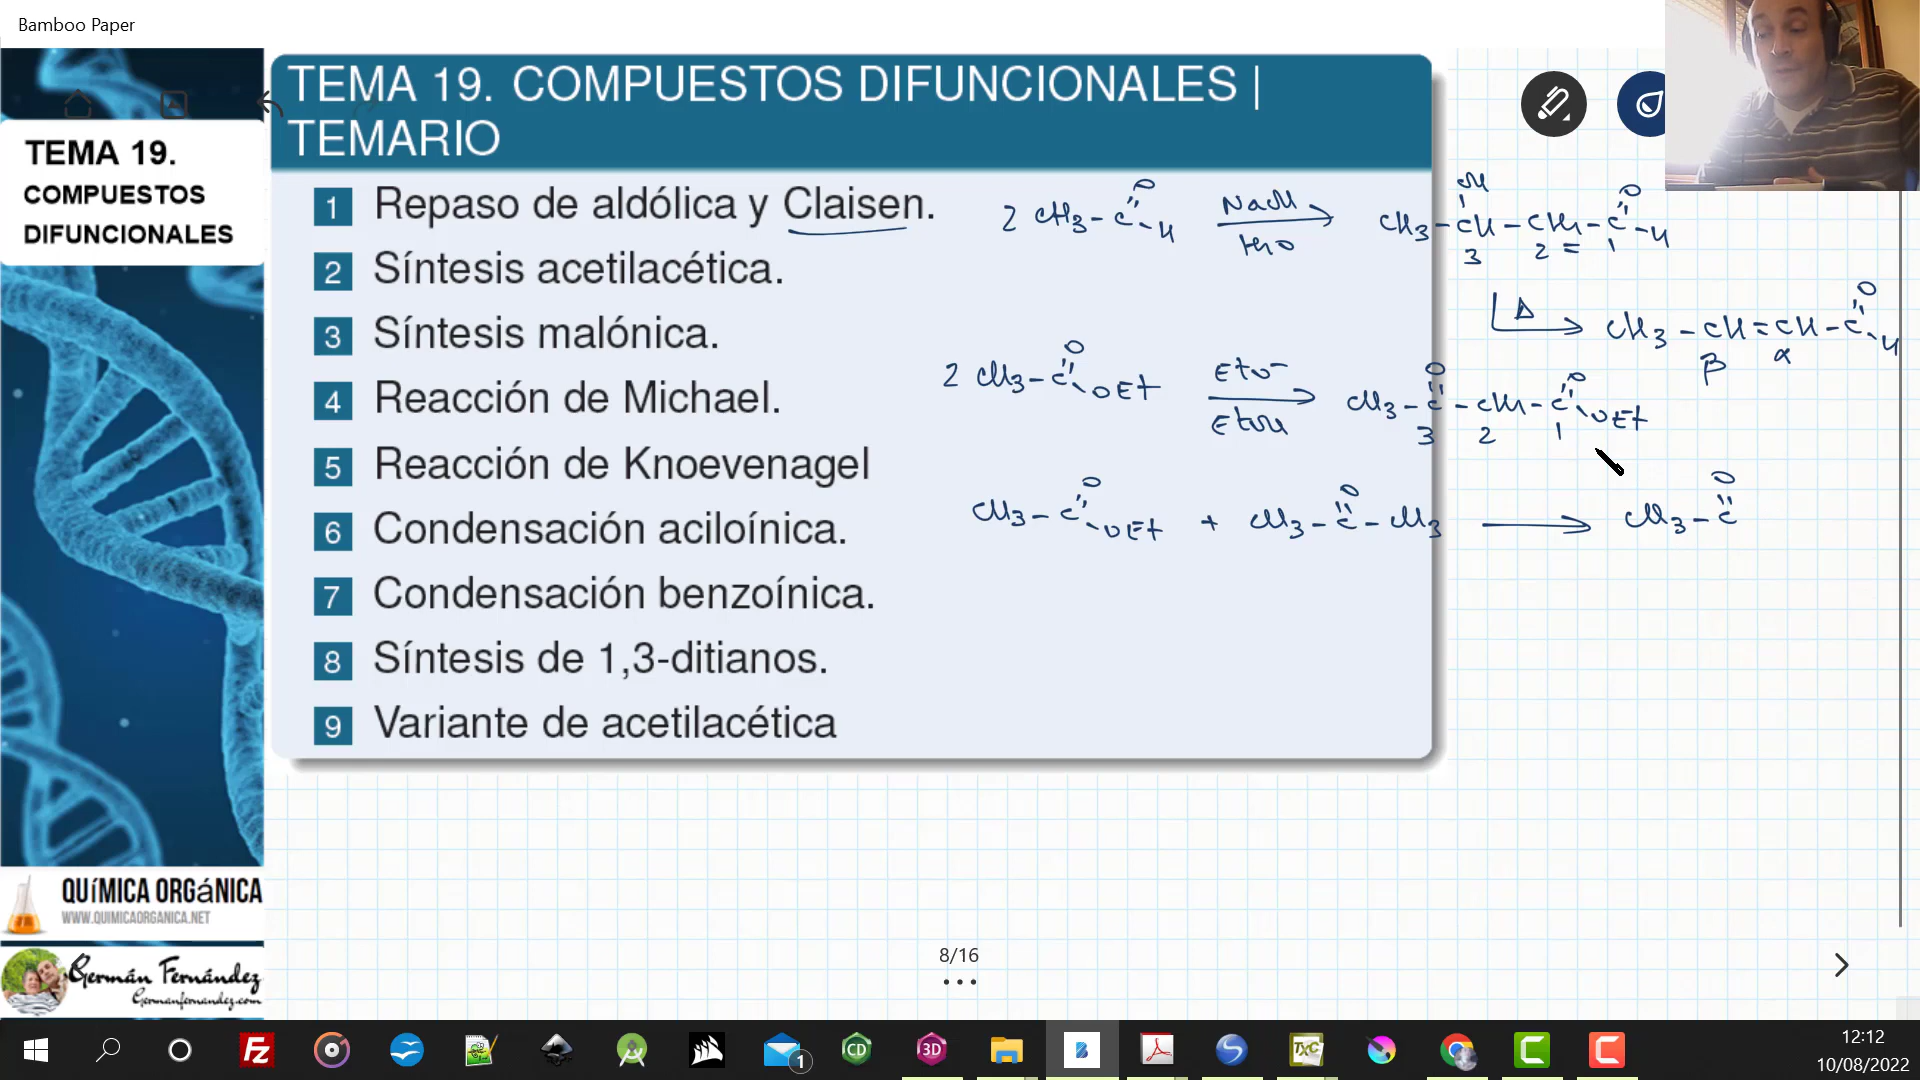 Bamboo Paper
TEMA 19.
COMPUESTOS
DIFUNCIONALES
TEMA 19. COMPUESTOS DIFUNCIONALES |
TEMARIO
1 Repaso de aldólica y Claisen.
2 Síntesis acetilacética.
3 Síntesis malónica.
4 Reacción de Michael.
5 Reacción de Knoevenagel
6 Condensación aciloínica.
7 Condensación benzoínica.
8 Síntesis de 1,3-ditianos.
9 Variante de acetilacética
O OH O
2 CH3-C-H NaOH CH3-CH-CH2-C-H
H2O
3 2 1
O
Δ CH3-CH=CH-C-H
β α
O O O
2 CH3-C-OEt EtO- CH3-C-CH2-C-OEt
EtOH
3 2 1
O O O
CH3-C-OEt + CH3-C-CH3 CH3-C
QUÍMICA ORGáNICA
WWW.QUIMICAORGANICA.NET
Germán Fernández
Germanfernandez.com
8/16
1
CD
3D
TXC
12:12
10/08/2022